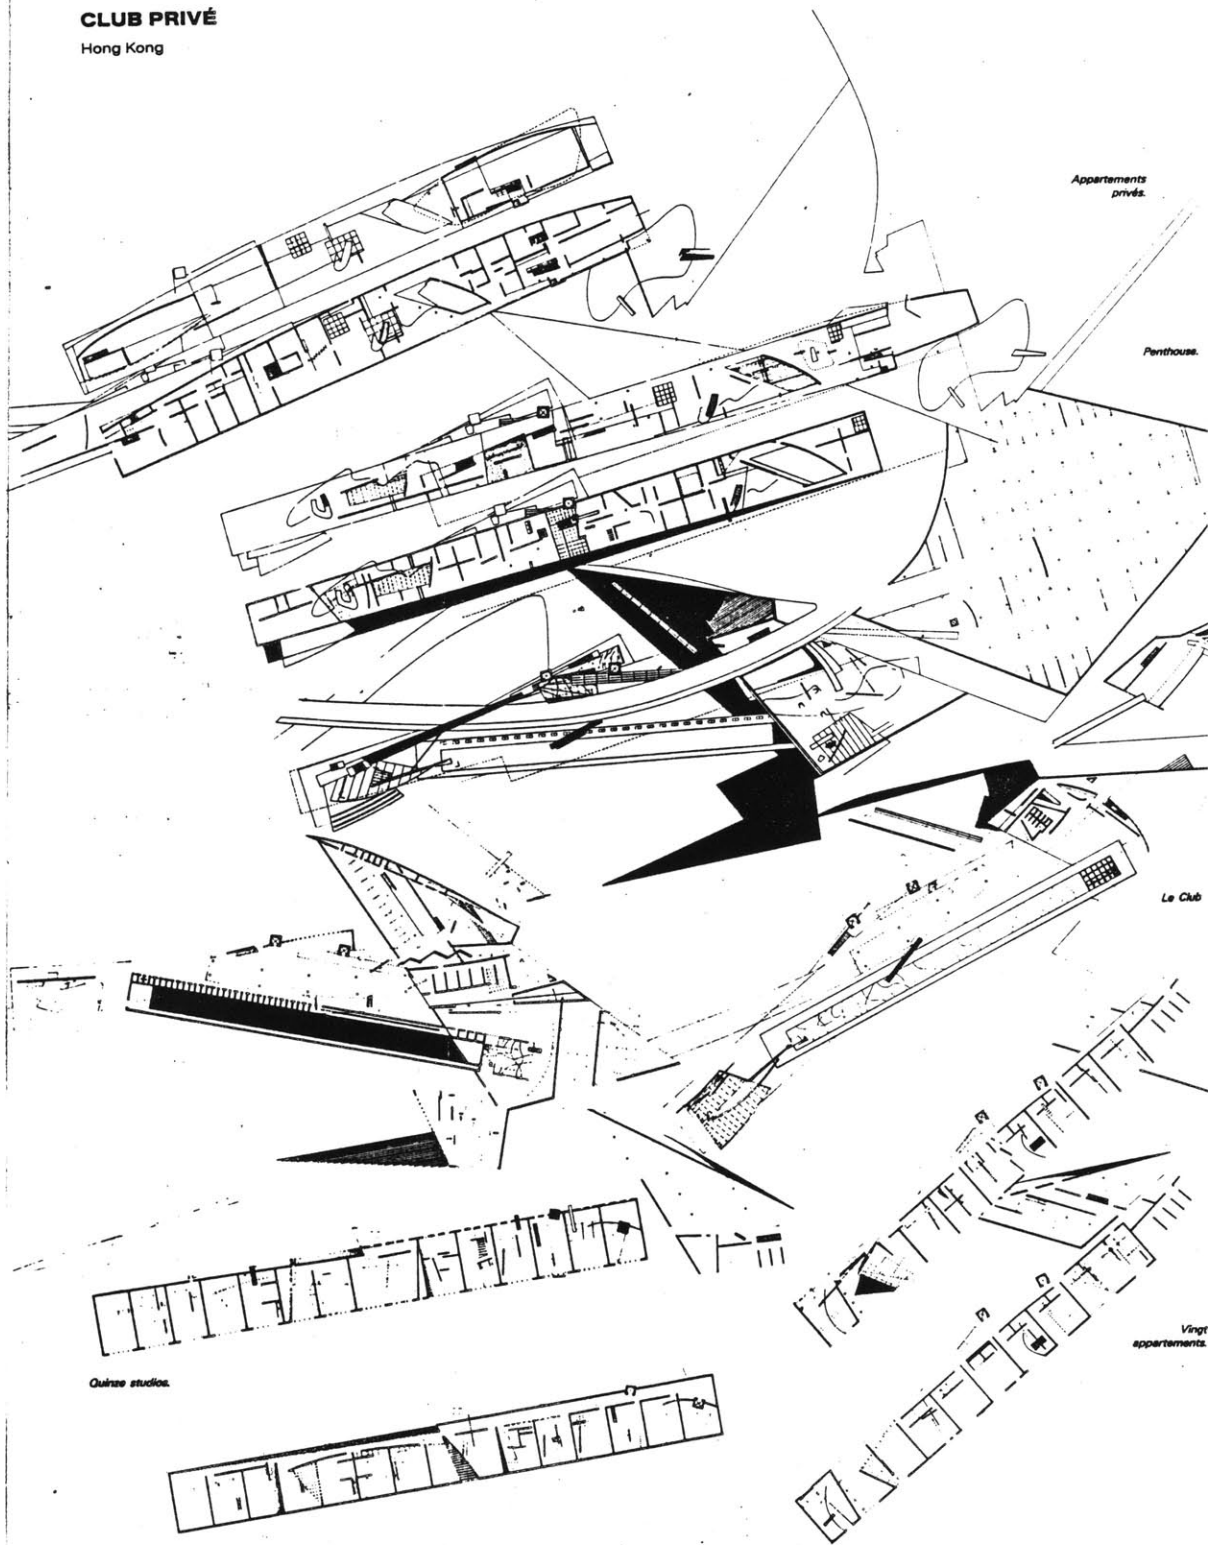 CLUB PRIVÉ
Hong Kong
Appartements
privés.
Penthouse.
Le Club
Vingt
appartements.
Quinze studios.